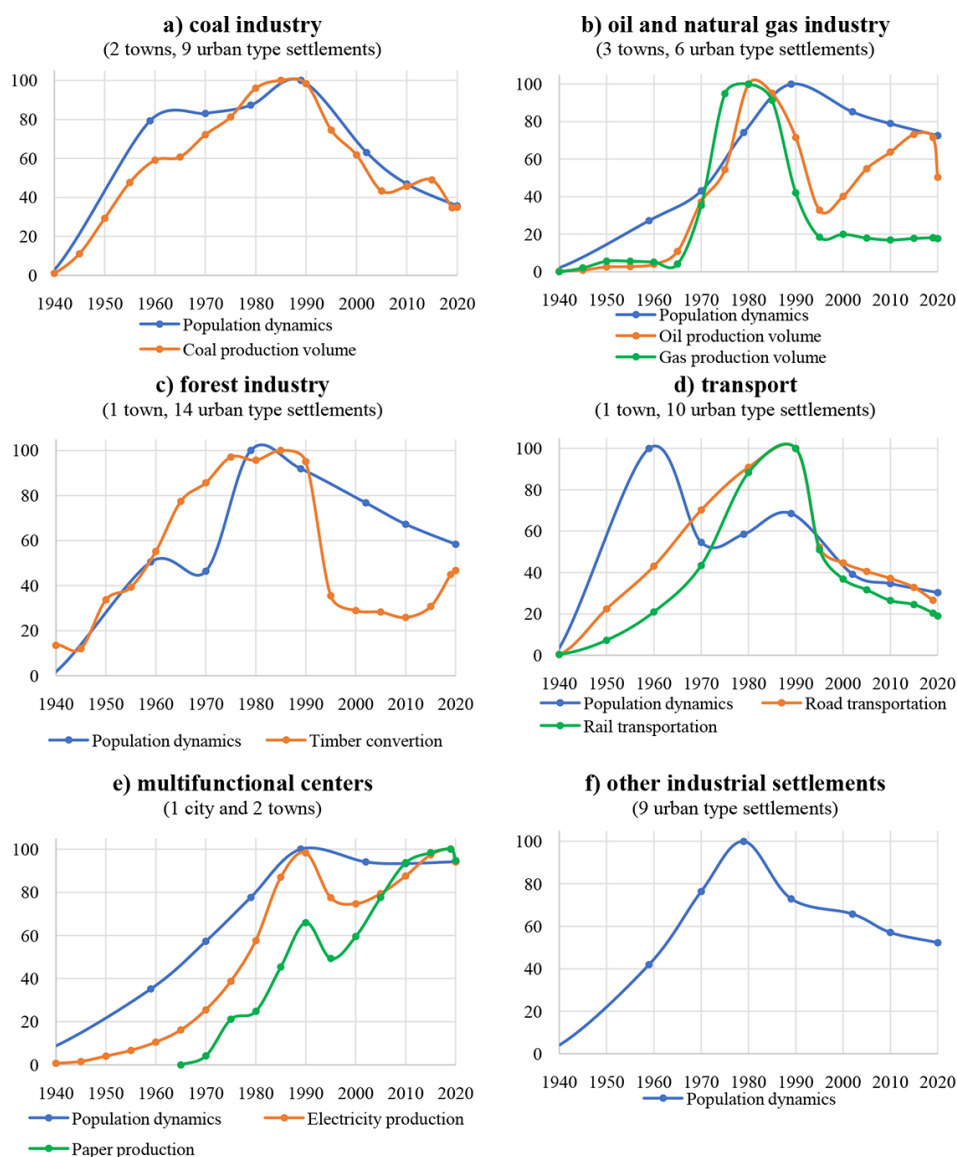 a) coal industry
(2 towns, 9 urban type settlements)
100
80
60
40
20
0
1940 1950 1960 1970 1980 1990 2000 2010 2020
Population dynamics
Coal production volume
b) oil and natural gas industry
(3 towns, 6 urban type settlements)
100
80
60
40
20
0
1940 1950 1960 1970 1980 1990 2000 2010 2020
Population dynamics
Oil production volume
Gas production volume
c) forest industry
(1 town, 14 urban type settlements)
100
80
60
40
20
0
1940 1950 1960 1970 1980 1990 2000 2010 2020
Population dynamics Timber convertion
d) transport
(1 town, 10 urban type settlements)
100
80
60
40
20
0
1940 1950 1960 1970 1980 1990 2000 2010 2020
Population dynamics Road transportation
Rail transportation
e) multifunctional centers
(1 city and 2 towns)
100
80
60
40
20
0
1940 1950 1960 1970 1980 1990 2000 2010 2020
Population dynamics Electricity production
Paper production
f) other industrial settlements
(9 urban type settlements)
100
80
60
40
20
0
1940 1950 1960 1970 1980 1990 2000 2010 2020
Population dynamics